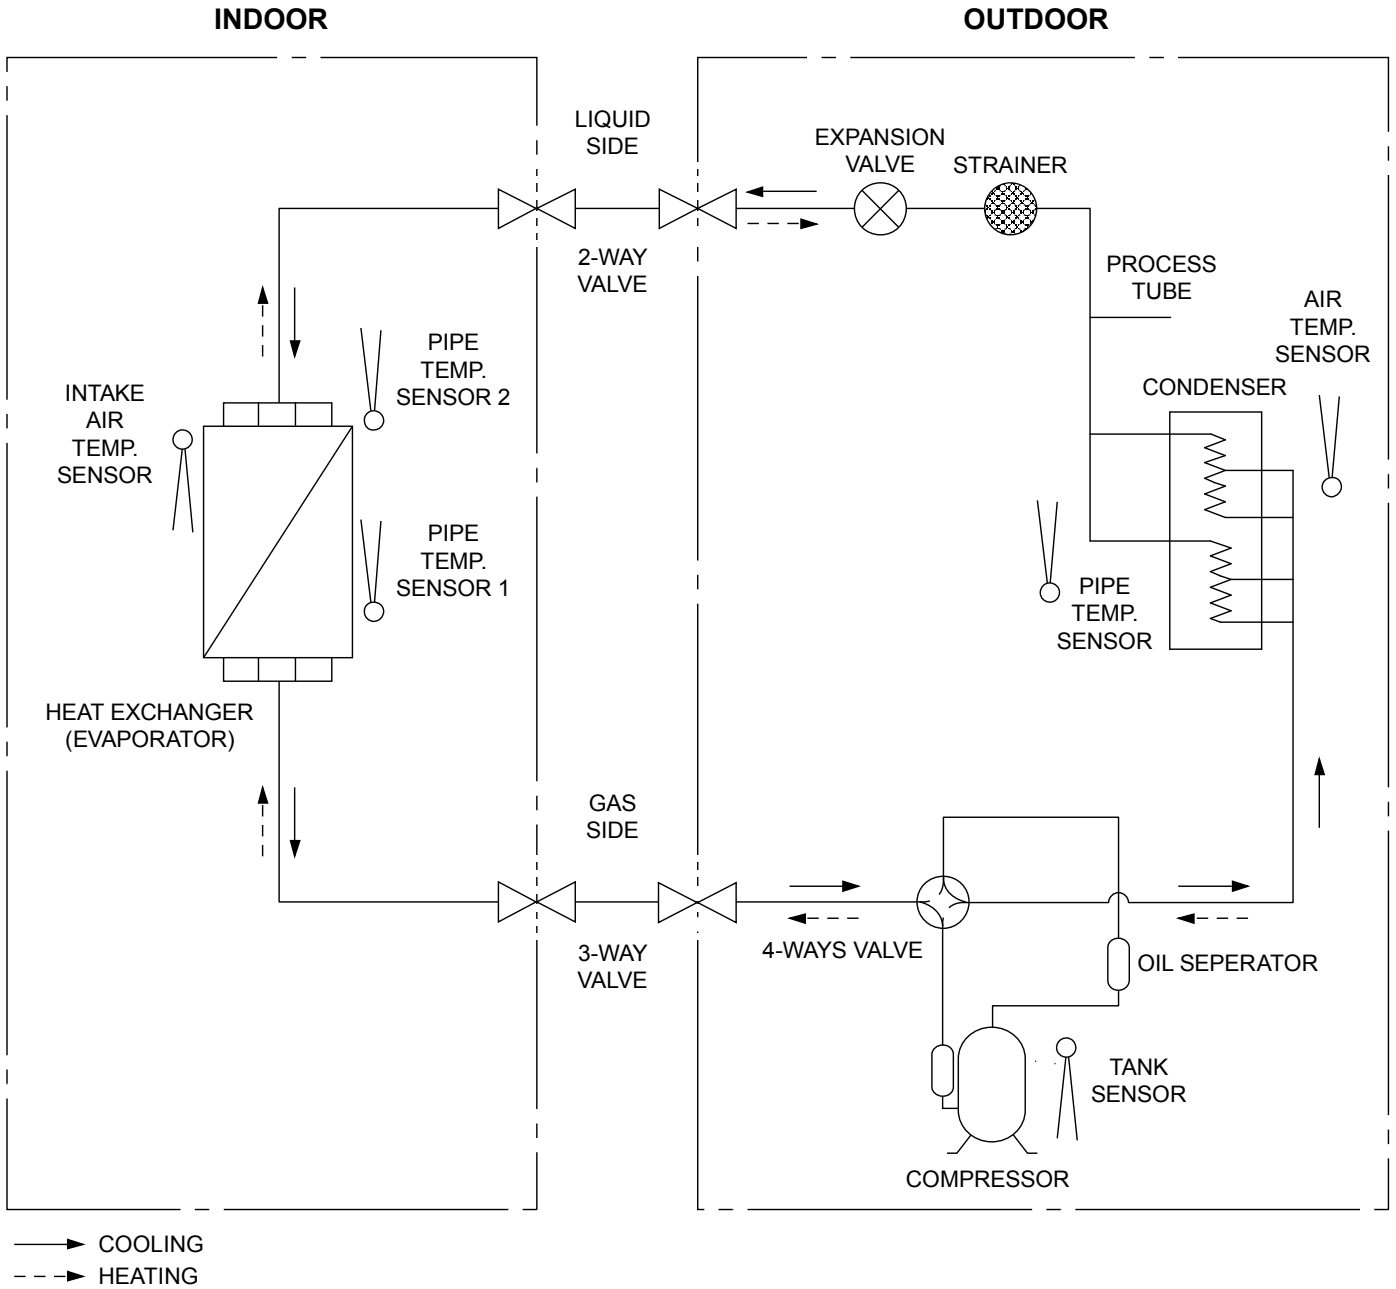 INDOOR
OUTDOOR
LIQUID
SIDE
EXPANSION
VALVE
STRAINER
2-WAY
VALVE
PROCESS
TUBE
AIR
TEMP.
SENSOR
PIPE
TEMP.
SENSOR 2
INTAKE
AIR
TEMP.
SENSOR
CONDENSER
PIPE
TEMP.
SENSOR 1
PIPE
TEMP.
SENSOR
HEAT EXCHANGER
(EVAPORATOR)
GAS
SIDE
3-WAY
VALVE
4-WAYS VALVE
OIL SEPERATOR
TANK
SENSOR
COMPRESSOR
COOLING
HEATING